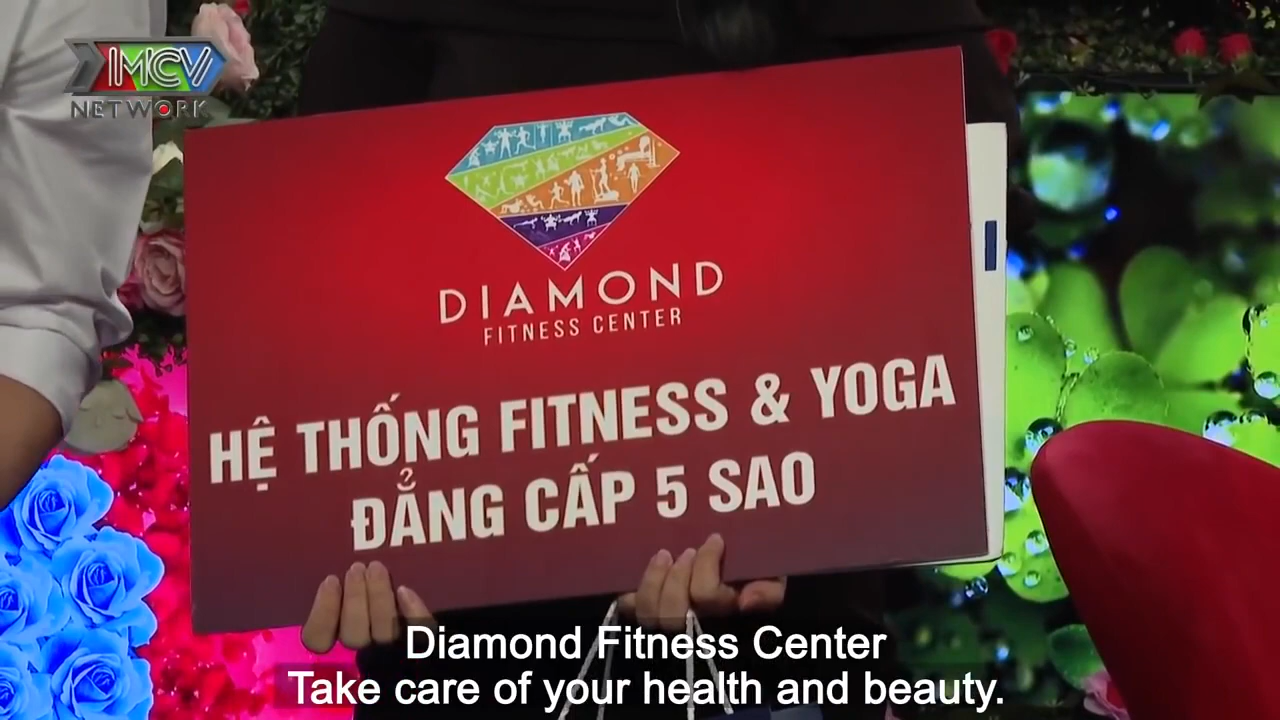 MCV
NETWORK
DIAMOND
FITNESS CENTER
HỆ THỐNG FITNESS & YOGA
ĐẲNG CẤP 5 SAO
Diamond Fitness Center
Take care of your health and beauty.